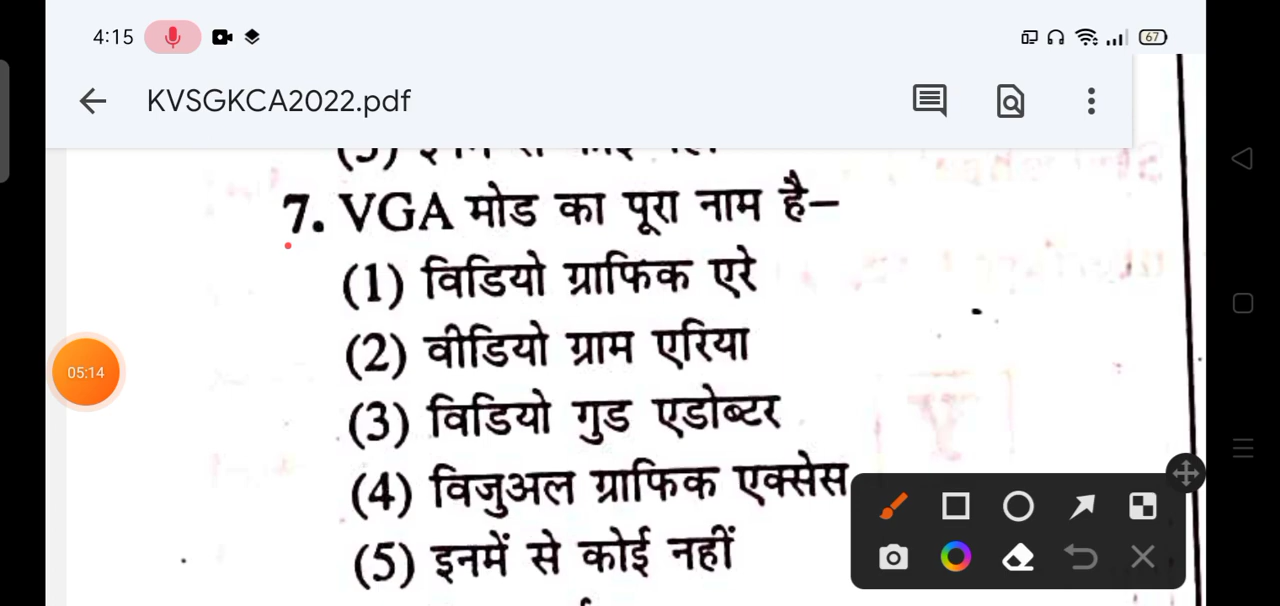 4:15
67
KVSGKCA2022.pdf
7. VGA मोड का पूरा नाम है–
(1) विडियो ग्राफिक एरे
(2) वीडियो ग्राम एरिया
(3) विडियो गुड एडोब्टर
05:14
(4) विजुअल ग्राफिक एक्सेस
(5) इनमें से कोई नहीं